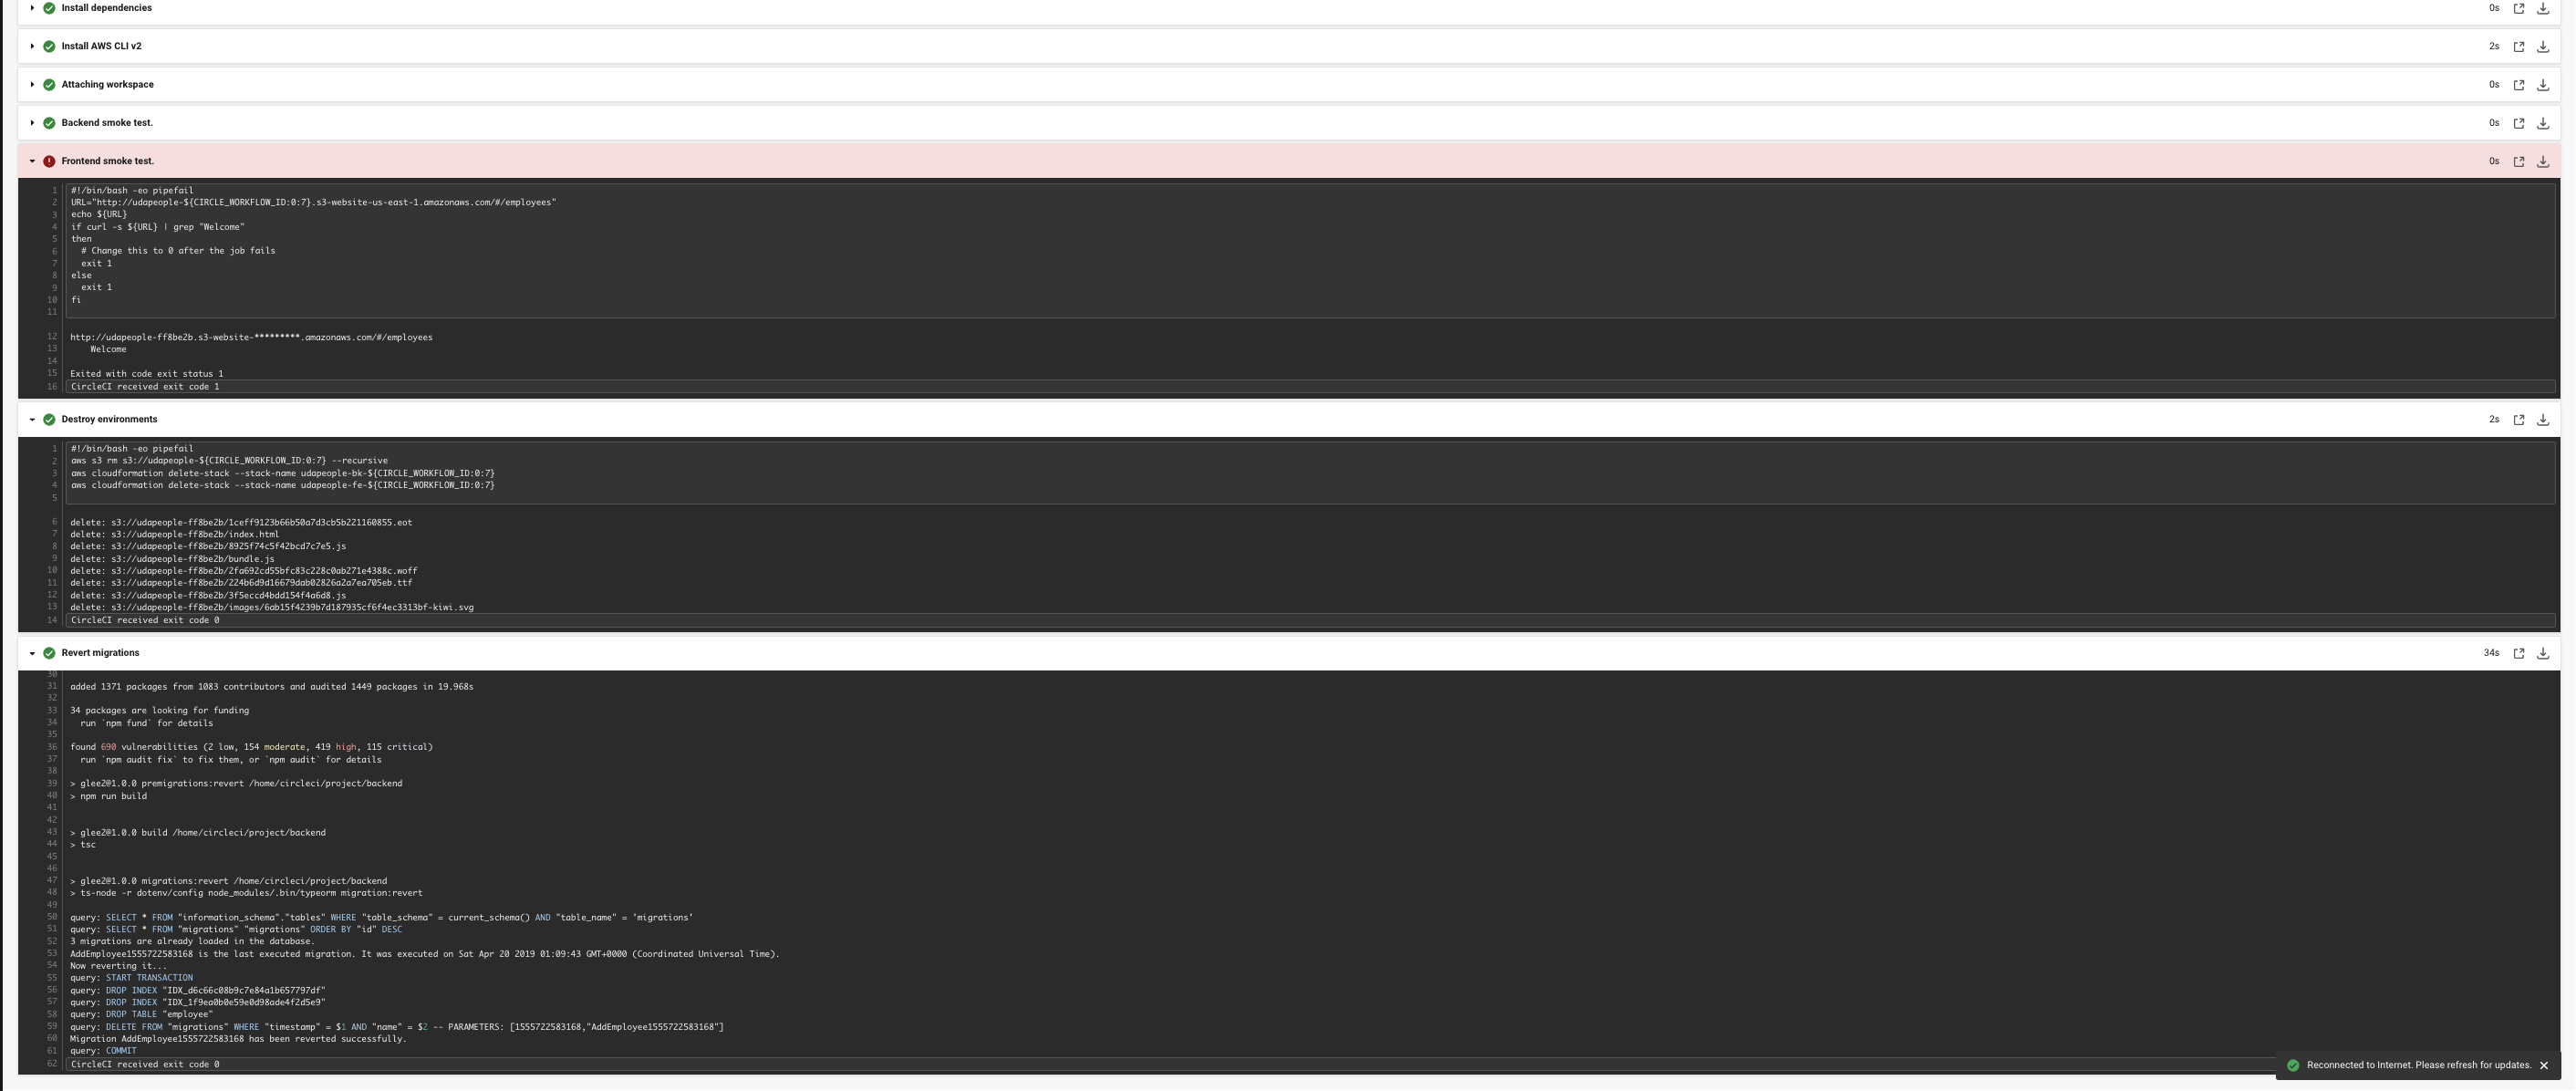 Install dependencies 0s
Install AWS CLI v2 2s
Attaching workspace 0s
Backend smoke test. 0s
Frontend smoke test. 0s
1 #!/bin/bash -eo pipefail
2 URL="http://udapeople-${CIRCLE_WORKFLOW_ID:0:7}.s3-website-us-east-1.amazonaws.com/#/employees"
3 echo ${URL}
4 if curl -s ${URL} | grep "Welcome"
5 then
6 # Change this to 0 after the job fails
7 exit 1
8 else
9 exit 1
10 fi
11
12 http://udapeople-ff8be2b.s3-website-*********.amazonaws.com/#/employees
13 Welcome
14
15 Exited with code exit status 1
16 CircleCI received exit code 1
Destroy environments 2s
1 #!/bin/bash -eo pipefail
2 aws s3 rm s3://udapeople-${CIRCLE_WORKFLOW_ID:0:7} --recursive
3 aws cloudformation delete-stack --stack-name udapeople-bk-${CIRCLE_WORKFLOW_ID:0:7}
4 aws cloudformation delete-stack --stack-name udapeople-fe-${CIRCLE_WORKFLOW_ID:0:7}
5
6 delete: s3://udapeople-ff8be2b/1ceff9123b66b50a7d3cb5b221160855.eot
7 delete: s3://udapeople-ff8be2b/index.html
8 delete: s3://udapeople-ff8be2b/8925f74c5f42bcd7c7e5.js
9 delete: s3://udapeople-ff8be2b/bundle.js
10 delete: s3://udapeople-ff8be2b/2fa692cd55bfc83c228c0ab271e4388c.woff
11 delete: s3://udapeople-ff8be2b/224b6d9d16679dab02826a2a7ea705eb.ttf
12 delete: s3://udapeople-ff8be2b/3f5eccd4bdd154f4a6d8.js
13 delete: s3://udapeople-ff8be2b/images/6ab15f4239b7d187935cf6f4ec3313bf-kiwi.svg
14 CircleCI received exit code 0
Revert migrations 34s
30
31 added 1371 packages from 1083 contributors and audited 1449 packages in 19.968s
32
33 34 packages are looking for funding
34 run `npm fund` for details
35
36 found 690 vulnerabilities (2 low, 154 moderate, 419 high, 115 critical)
37 run `npm audit fix` to fix them, or `npm audit` for details
38
39 > glee2@1.0.0 premigrations:revert /home/circleci/project/backend
40 > npm run build
41
42
43 > glee2@1.0.0 build /home/circleci/project/backend
44 > tsc
45
46
47 > glee2@1.0.0 migrations:revert /home/circleci/project/backend
48 > ts-node -r dotenv/config node_modules/.bin/typeorm migration:revert
49
50 query: SELECT * FROM "information_schema"."tables" WHERE "table_schema" = current_schema() AND "table_name" = 'migrations'
51 query: SELECT * FROM "migrations" "migrations" ORDER BY "id" DESC
52 3 migrations are already loaded in the database.
53 AddEmployee1555722583168 is the last executed migration. It was executed on Sat Apr 20 2019 01:09:43 GMT+0000 (Coordinated Universal Time).
54 Now reverting it...
55 query: START TRANSACTION
56 query: DROP INDEX "IDX_d6c66c08b9c7e84a1b657797df"
57 query: DROP INDEX "IDX_1f9ea0b0e59e0d98ade4f2d5e9"
58 query: DROP TABLE "employee"
59 query: DELETE FROM "migrations" WHERE "timestamp" = $1 AND "name" = $2 -- PARAMETERS: [1555722583168,"AddEmployee1555722583168"]
60 Migration AddEmployee1555722583168 has been reverted successfully.
61 query: COMMIT
62 CircleCI received exit code 0
Reconnected to Internet. Please refresh for updates.